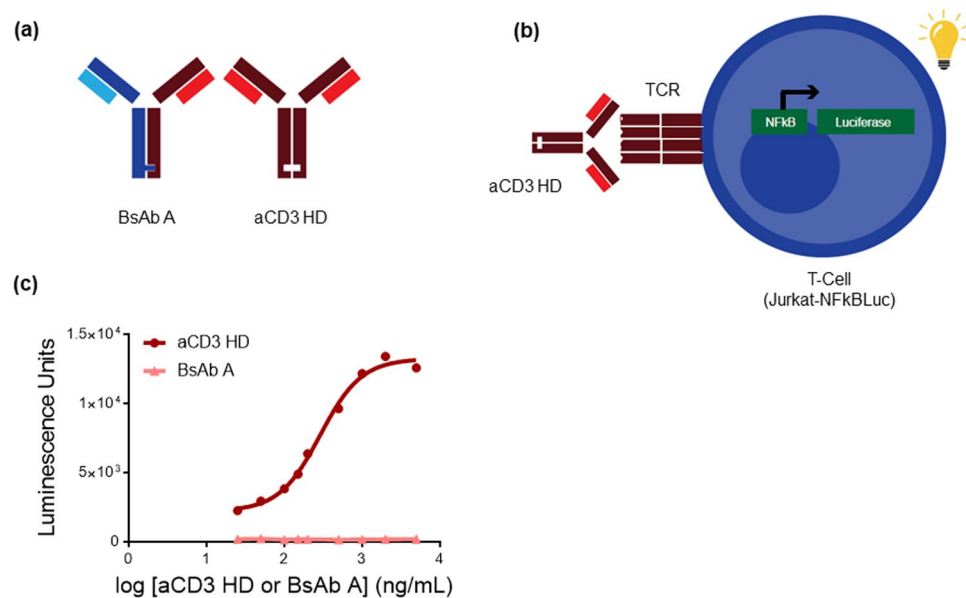 (a)
BsAb A
aCD3 HD
(b)
TCR
NFkB
Luciferase
aCD3 HD
T-Cell
(Jurkat-NFkBLuc)
(c)
1.5×10⁴
1×10⁴
5×10³
0
Luminescence Units
aCD3 HD
BsAb A
0
1
2
3
4
log [aCD3 HD or BsAb A] (ng/mL)